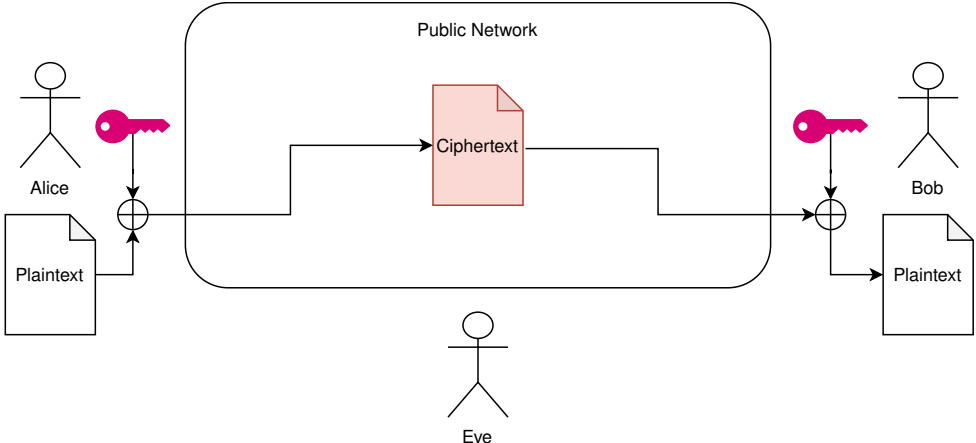 Public Network
Alice
Ciphertext
Bob
Plaintext
Plaintext
Eve